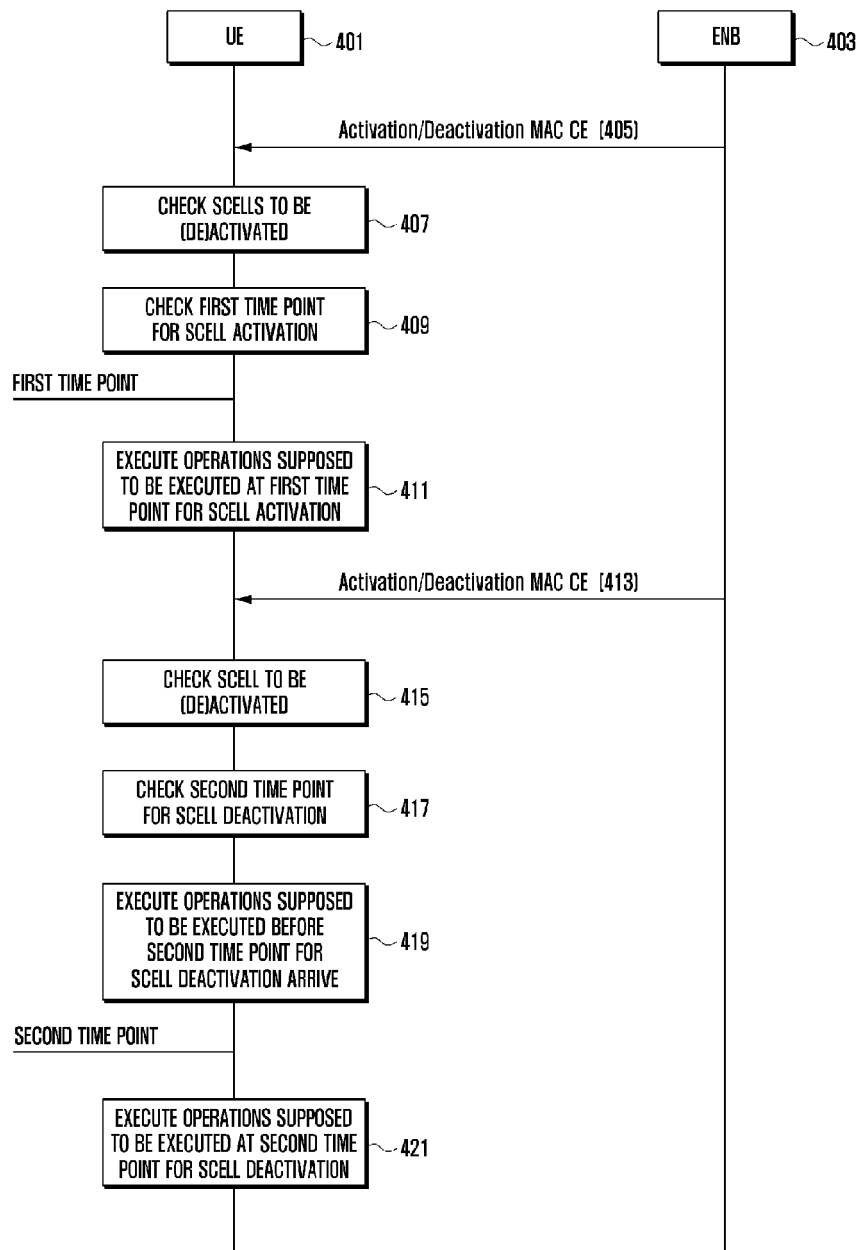 UE
401
ENB
403
Activation/Deactivation MAC CE (405)
CHECK SCELLS TO BE
(DE)ACTIVATED
407
CHECK FIRST TIME POINT
FOR SCELL ACTIVATION
409
FIRST TIME POINT
EXECUTE OPERATIONS SUPPOSED
TO BE EXECUTED AT FIRST TIME
POINT FOR SCELL ACTIVATION
411
Activation/Deactivation MAC CE (413)
CHECK SCELL TO BE
(DE)ACTIVATED
415
CHECK SECOND TIME POINT
FOR SCELL DEACTIVATION
417
EXECUTE OPERATIONS SUPPOSED
TO BE EXECUTED BEFORE
SECOND TIME POINT FOR
SCELL DEACTIVATION ARRIVE
419
SECOND TIME POINT
EXECUTE OPERATIONS SUPPOSED
TO BE EXECUTED AT SECOND TIME
POINT FOR SCELL DEACTIVATION
421